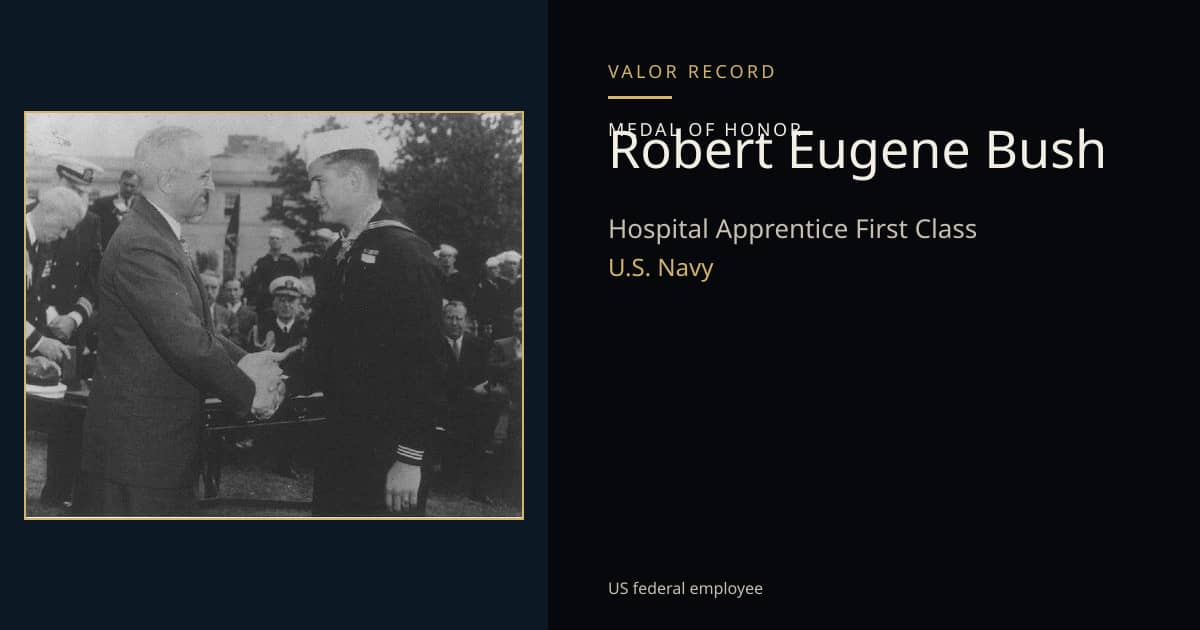 VALOR RECORD
MEDAL OF HONOR
Robert Eugene Bush
Hospital Apprentice First Class
U.S. Navy
US federal employee